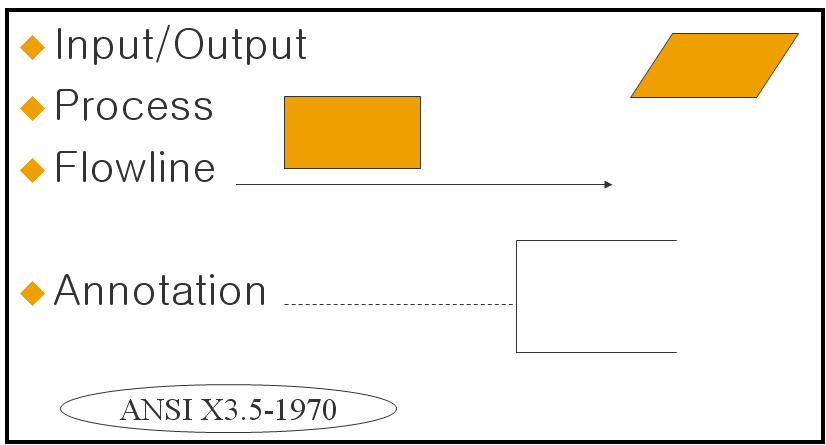 Input/Output
Process
Flowline
Annotation
ANSI X3.5-1970